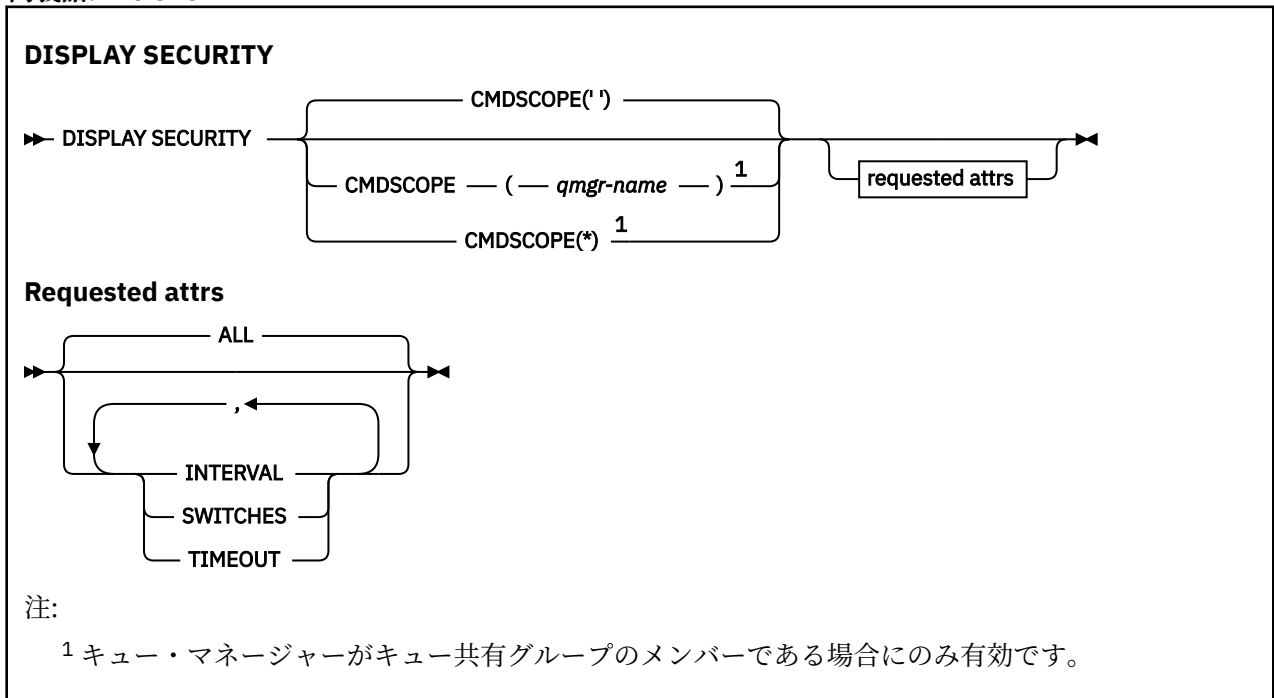 DISPLAY SECURITY
CMDSCOPE(' ')
DISPLAY SECURITY
CMDSCOPE ( qmgr-name ) 1
requested attrs
CMDSCOPE(*) 1
Requested attrs
ALL
,
INTERVAL
SWITCHES
TIMEOUT
注:
1 キュー・マネージャーがキュー共有グループのメンバーである場合にのみ有効です。